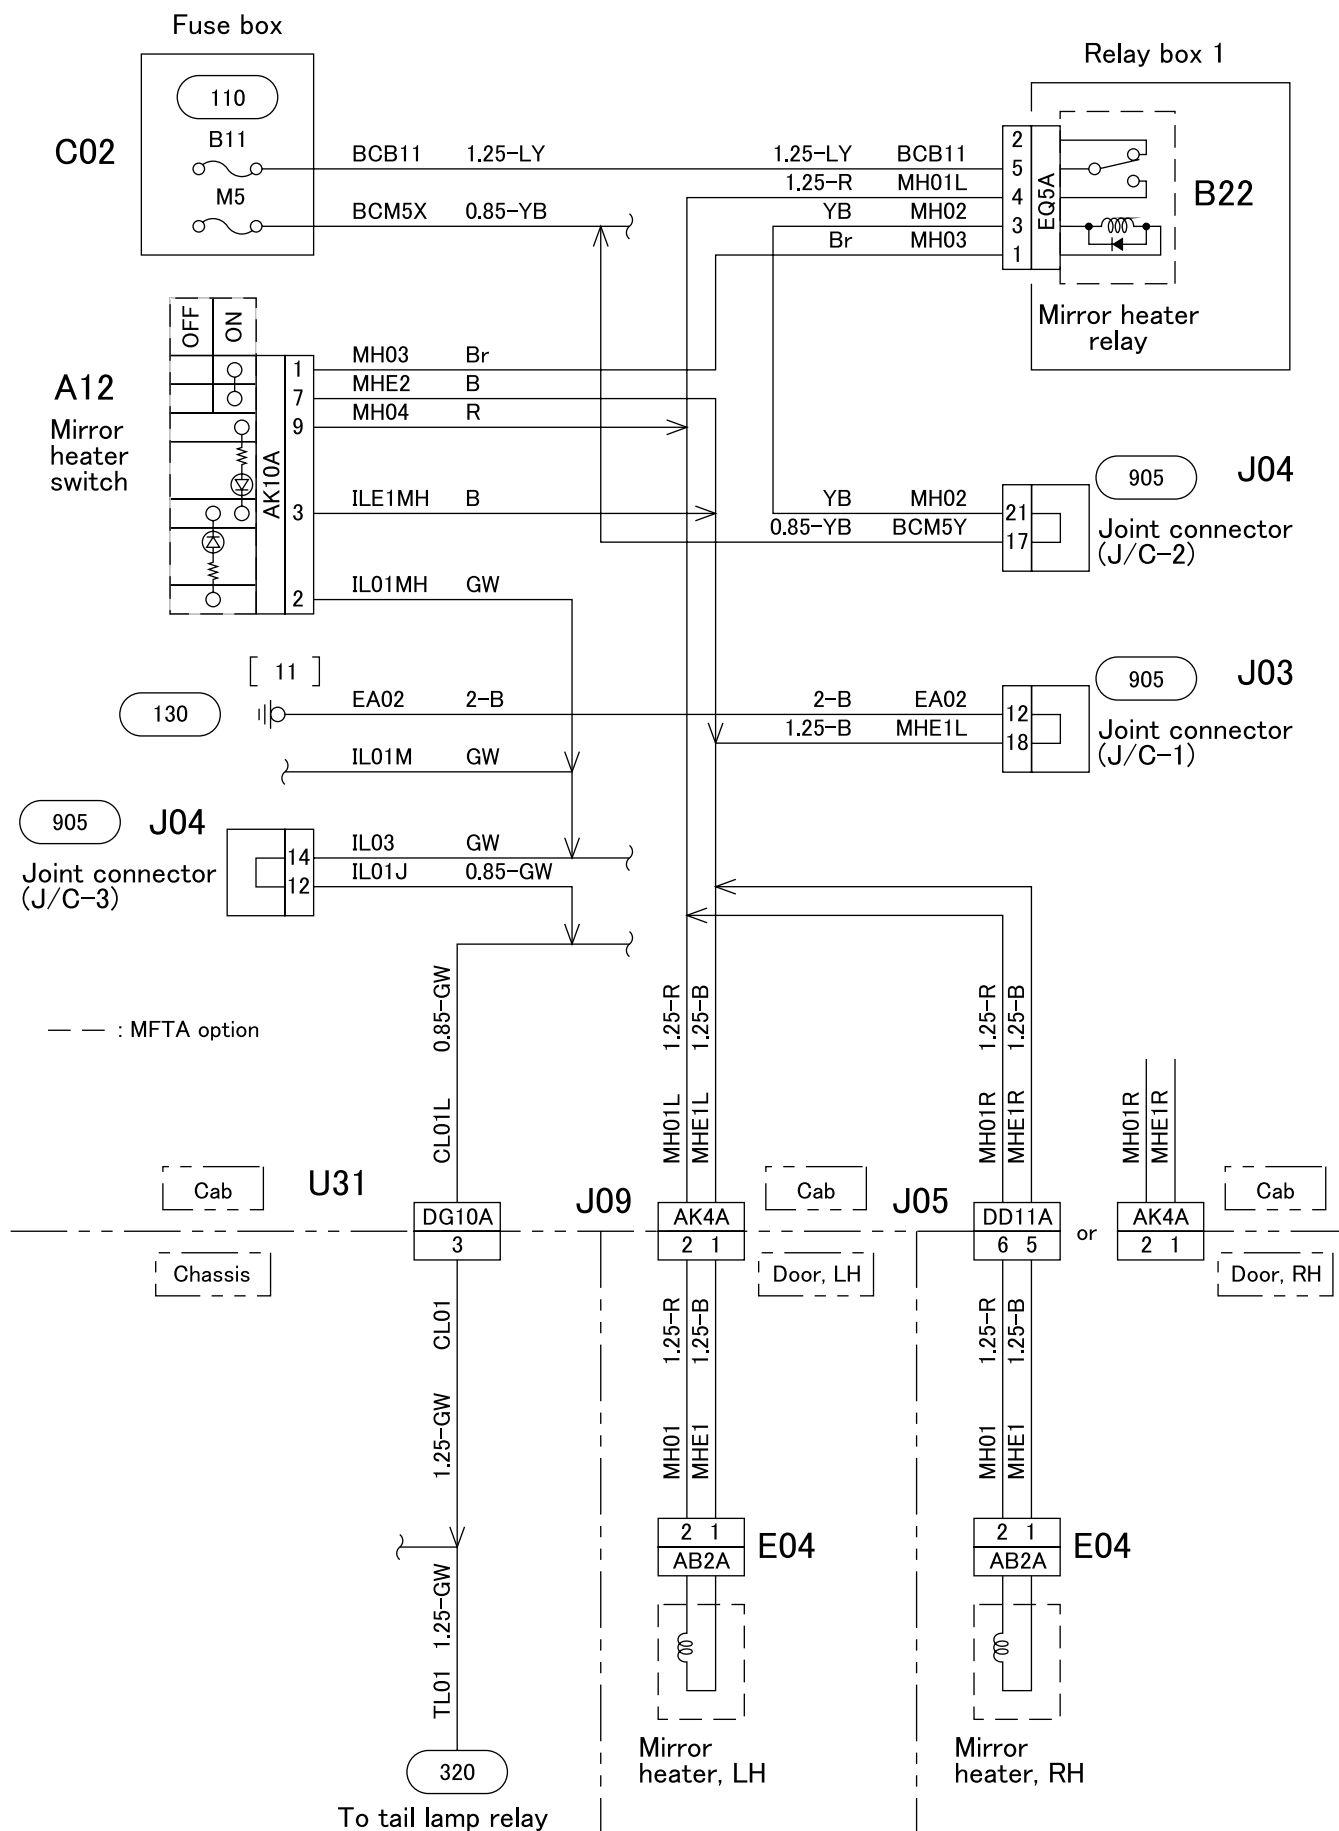 Fuse box
Relay box 1
110
C02
B11
BCB11 1.25-LY
1.25-LY BCB11
2
5
1.25-R MH01L
4
EQ5A
B22
M5
BCM5X 0.85-YB
YB MH02
3
Br MH03
1
Mirror heater
relay
OFF
ON
A12
Mirror
heater
switch
AK10A
1
MH03 Br
7
MHE2 B
9
MH04 R
3
ILE1MH B
2
IL01MH GW
905
J04
YB MH02
21
0.85-YB BCM5Y
17
Joint connector
(J/C-2)
[ 11 ]
130
EA02 2-B
2-B EA02
12
1.25-B MHE1L
18
905
J03
Joint connector
(J/C-1)
IL01M GW
905
J04
Joint connector
(J/C-3)
14
IL03 GW
12
IL01J 0.85-GW
— — : MFTA option
0.85-GW
CL01L
1.25-R
1.25-B
MH01L
MHE1L
1.25-R
1.25-B
MH01R
MHE1R
MH01R
MHE1R
Cab
U31
DG10A
3
J09
AK4A
2 1
Cab
J05
DD11A
6 5
or
AK4A
2 1
Cab
Chassis
Door, LH
Door, RH
CL01
1.25-GW
1.25-R
1.25-B
MH01
MHE1
1.25-R
1.25-B
MH01
MHE1
2 1
AB2A
E04
2 1
AB2A
E04
1.25-GW
TL01
Mirror
heater, LH
Mirror
heater, RH
320
To tail lamp relay